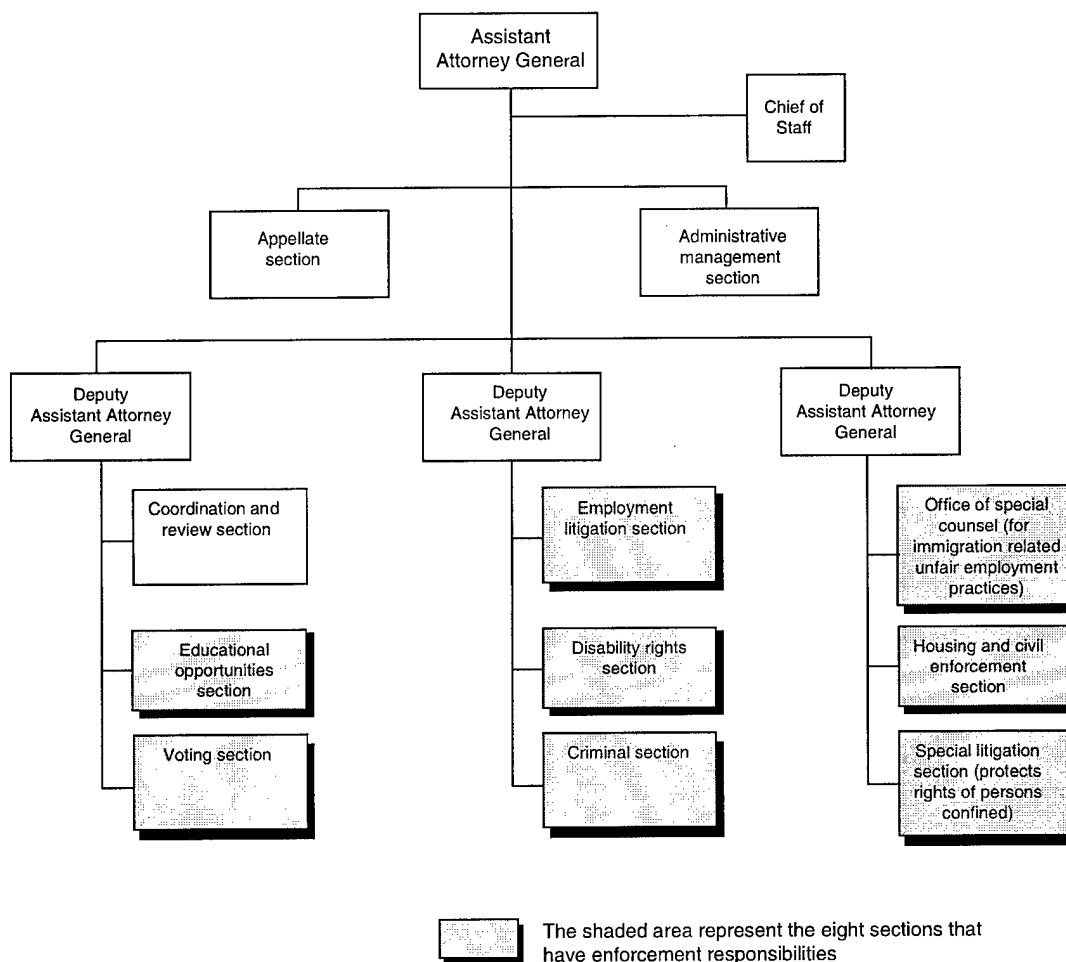 Assistant
Attorney General
Chief of
Staff
Appellate
section
Administrative
management
section
Deputy
Assistant Attorney
General
Deputy
Assistant Attorney
General
Deputy
Assistant Attorney
General
Coordination and
review section
Educational
opportunities
section
Voting section
Employment
litigation section
Disability rights
section
Criminal section
Office of special
counsel (for
immigration related
unfair employment
practices)
Housing and civil
enforcement
section
Special litigation
section (protects
rights of persons
confined)
The shaded area represent the eight sections that
have enforcement responsibilities